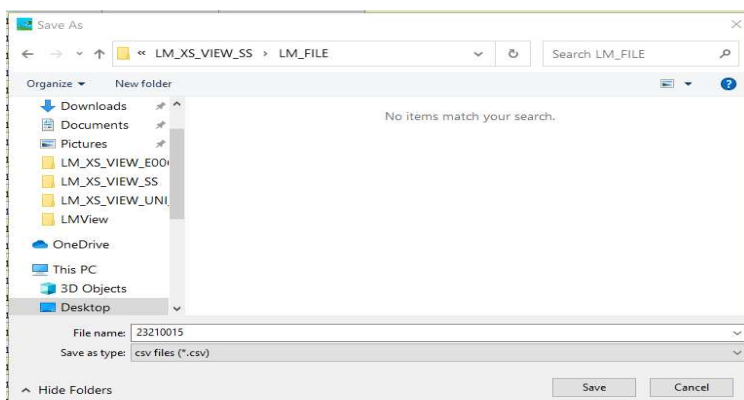 Save As
« LM_XS_VIEW_SS › LM_FILE
Search LM_FILE
Organize
New folder
Downloads
Documents
Pictures
LM_XS_VIEW_E00
LM_XS_VIEW_SS
LM_XS_VIEW_UNI
LMView
OneDrive
This PC
3D Objects
Desktop
No items match your search.
File name: 23210015
Save as type: csv files (*.csv)
Hide Folders
Save
Cancel